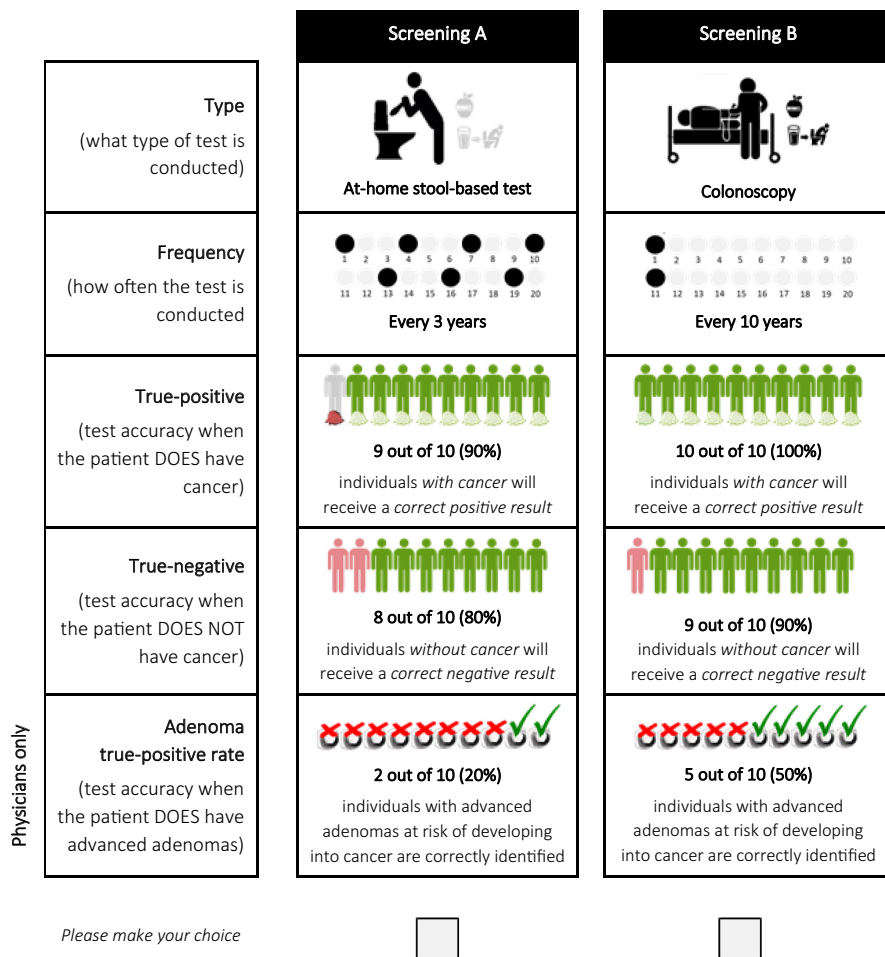 Screening A
Screening B
Type
(what type of test is
conducted)
At-home stool-based test
Colonoscopy
Frequency
(how often the test is
conducted
1 2 3 4 5 6 7 8 9 10
11 12 13 14 15 16 17 18 19 20
Every 3 years
1 2 3 4 5 6 7 8 9 10
11 12 13 14 15 16 17 18 19 20
Every 10 years
True-positive
(test accuracy when
the patient DOES have
cancer)
9 out of 10 (90%)
individuals with cancer will
receive a correct positive result
10 out of 10 (100%)
individuals with cancer will
receive a correct positive result
True-negative
(test accuracy when
the patient DOES NOT
have cancer)
8 out of 10 (80%)
individuals without cancer will
receive a correct negative result
9 out of 10 (90%)
individuals without cancer will
receive a correct negative result
Physicians only
Adenoma
true-positive rate
(test accuracy when
the patient DOES have
advanced adenomas)
2 out of 10 (20%)
individuals with advanced
adenomas at risk of developing
into cancer are correctly identified
5 out of 10 (50%)
individuals with advanced
adenomas at risk of developing
into cancer are correctly identified
Please make your choice